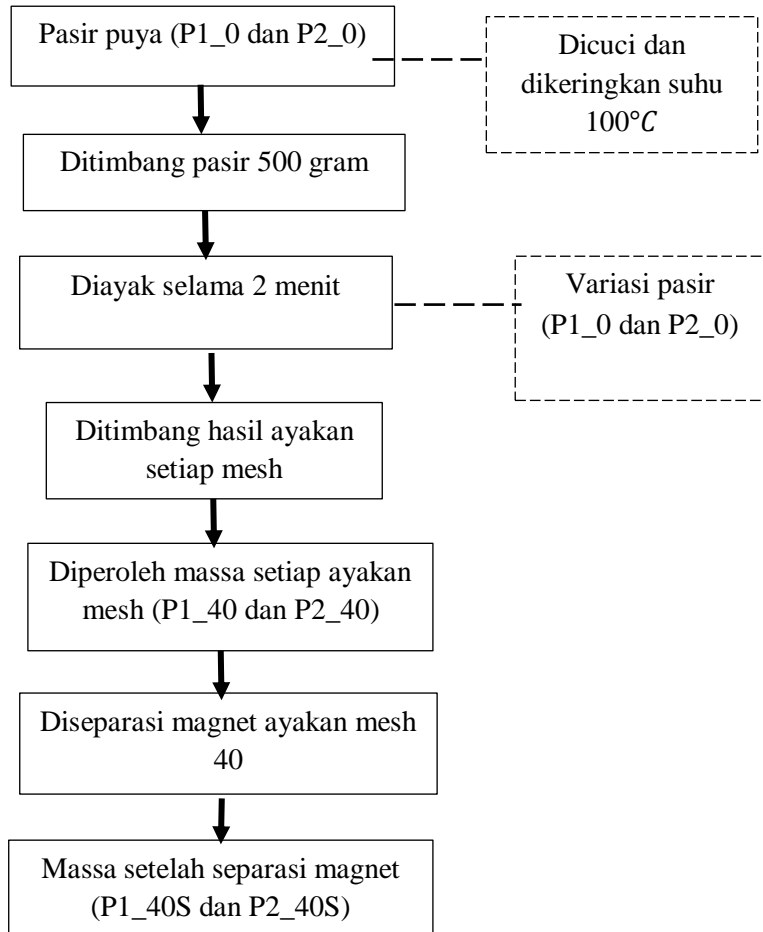 Pasir puya (P1_0 dan P2_0)
Dicuci dan
dikeringkan suhu
100°C
Ditimbang pasir 500 gram
Diayak selama 2 menit
Variasi pasir
(P1_0 dan P2_0)
Ditimbang hasil ayakan
setiap mesh
Diperoleh massa setiap ayakan
mesh (P1_40 dan P2_40)
Diseparasi magnet ayakan mesh
40
Massa setelah separasi magnet
(P1_40S dan P2_40S)